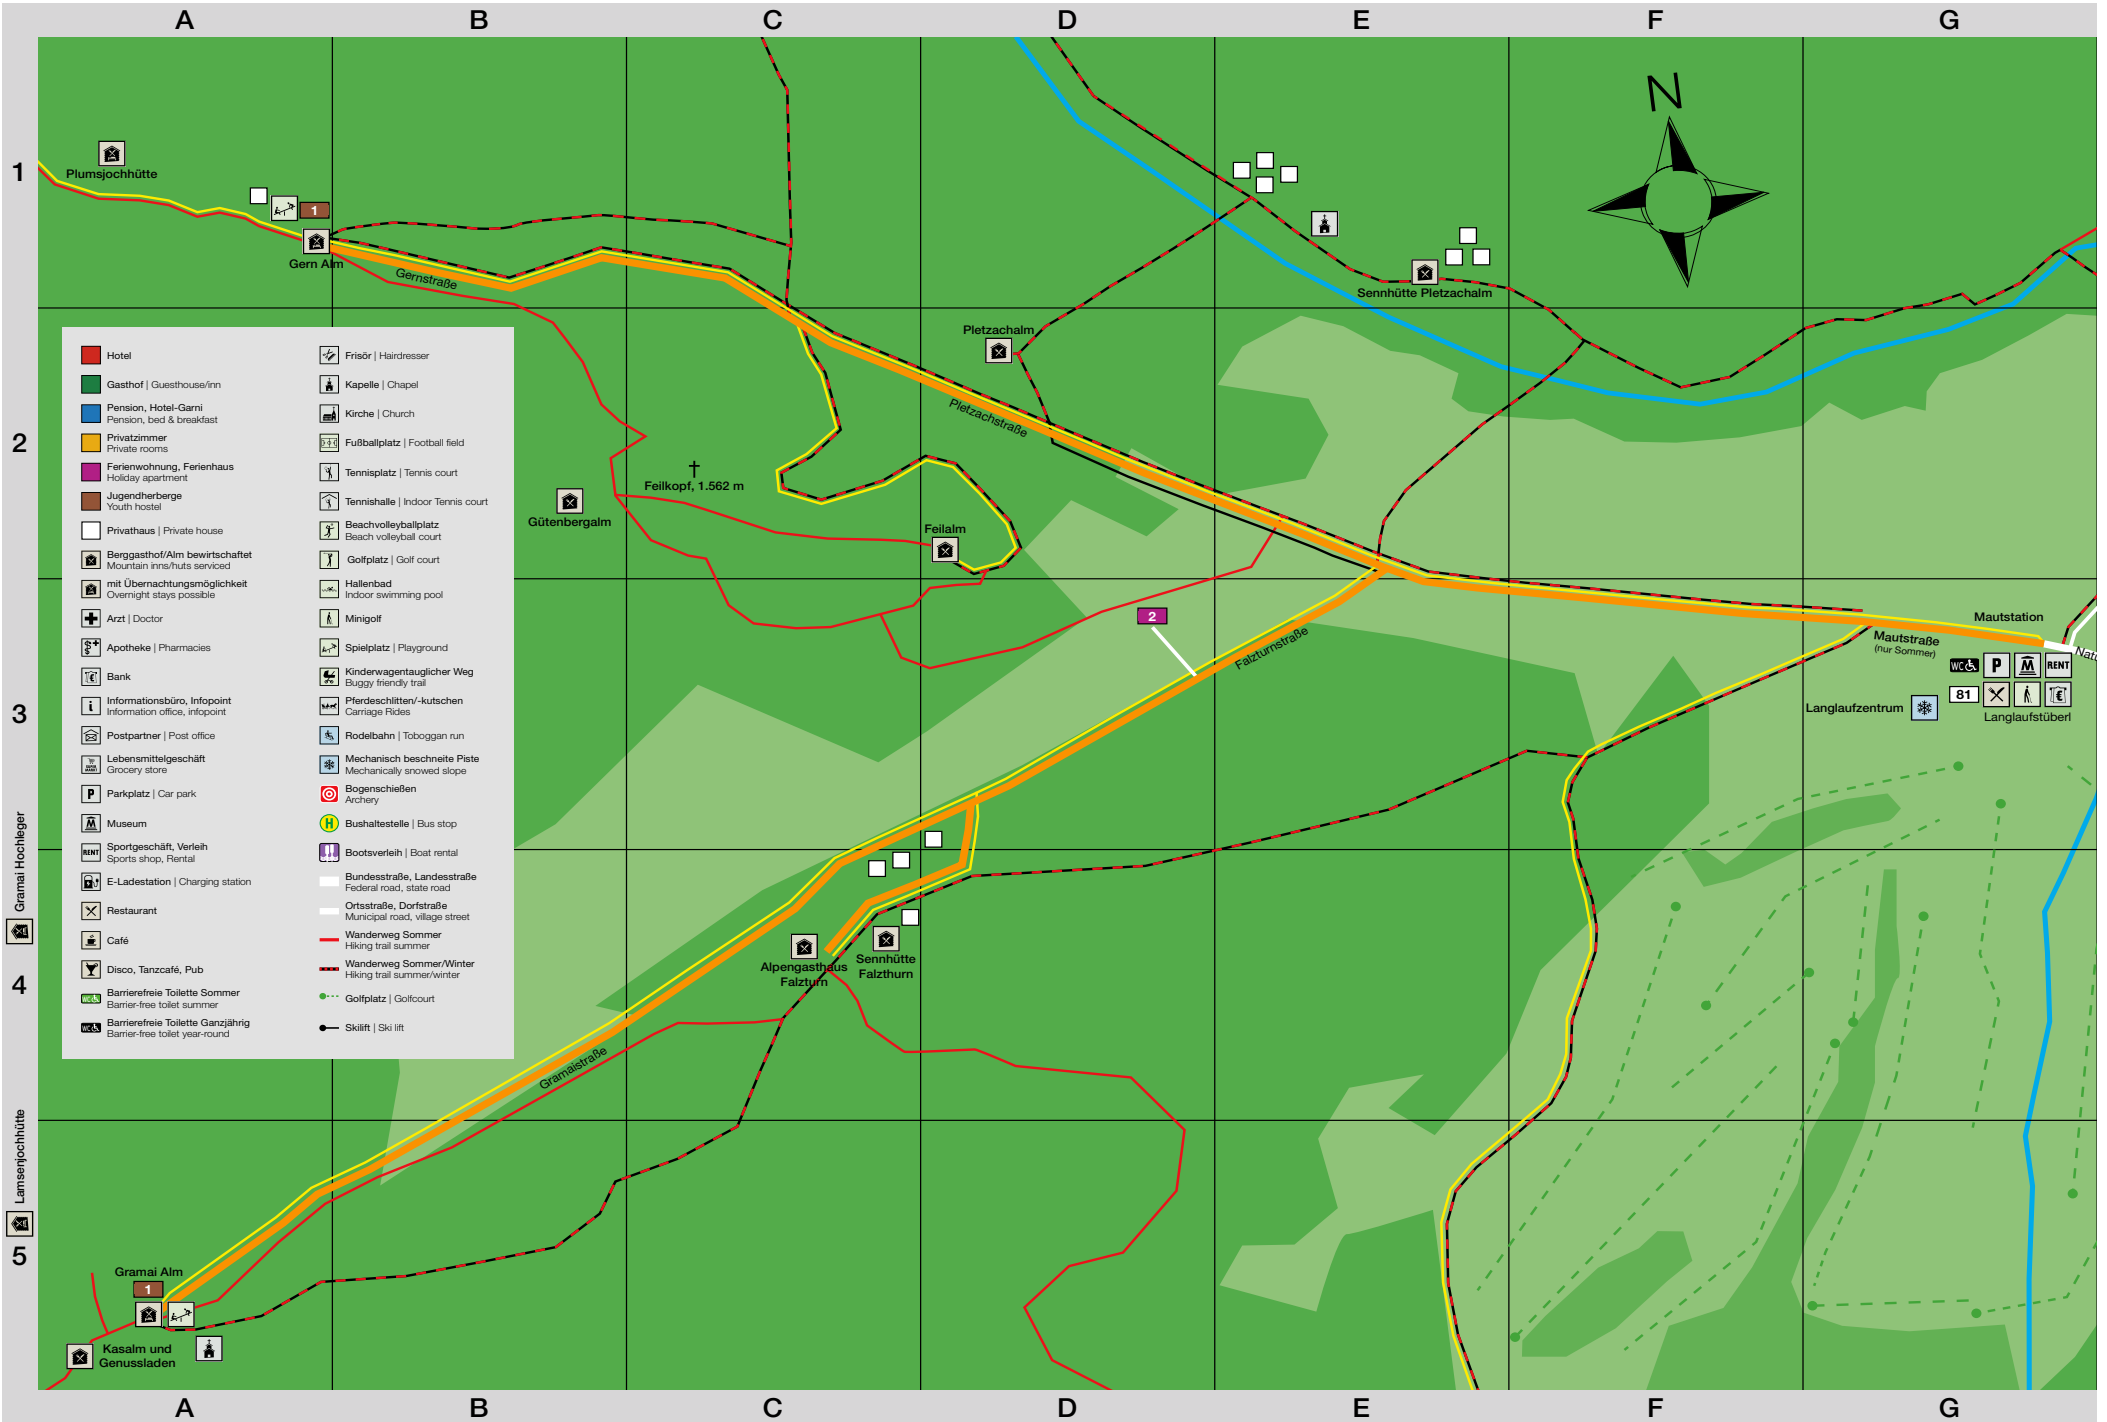 A B C D E F G
N
1
Plumsjochhütte
1
Gern Alm
Gernstraße
Sennhütte Pletzachalm
Pletzachalm
Pletzachstraße
2
Feilkopf, 1.562 m
Gütenbergalm
Feilalm
Hotel
Gasthof | Guesthouse/inn
Pension, Hotel-Garni
Pension, bed & breakfast
Privatzimmer
Private rooms
Ferienwohnung, Ferienhaus
Holiday apartment
Jugendherberge
Youth hostel
Privathaus | Private house
Berggasthof/Alm bewirtschaftet
Mountain inns/huts serviced
mit Übernachtungsmöglichkeit
Overnight stays possible
Arzt | Doctor
Apotheke | Pharmacies
Bank
Informationsbüro, Infopoint
Information office, infopoint
Postpartner | Post office
Lebensmittelgeschäft
Grocery store
P
Parkplatz | Car park
Museum
RENT
Sportgeschäft, Verleih
Sports shop, Rental
E-Ladestation | Charging station
Restaurant
Café
Disco, Tanzcafé, Pub
WC
Barrierefreie Toilette Sommer
Barrier-free toilet summer
WC
Barrierefreie Toilette Ganzjährig
Barrier-free toilet year-round
Frisör | Hairdresser
Kapelle | Chapel
Kirche | Church
Fußballplatz | Football field
Tennisplatz | Tennis court
Tennishalle | Indoor Tennis court
Beachvolleyballplatz
Beach volleyball court
Golfplatz | Golf court
Hallenbad
Indoor swimming pool
Minigolf
Spielplatz | Playground
Kinderwagentauglicher Weg
Buggy friendly trail
Pferdeschlitten/-kutschen
Carriage Rides
Rodelbahn | Toboggan run
Mechanisch beschneite Piste
Mechanically snowed slope
Bogenschießen
Archery
H
Bushaltestelle | Bus stop
Bootsverleih | Boat rental
Bundesstraße, Landesstraße
Federal road, state road
Ortsstraße, Dorfstraße
Municipal road, village street
Wanderweg Sommer
Hiking trail summer
Wanderweg Sommer/Winter
Hiking trail summer/winter
Golfplatz | Golfcourt
Skilift | Ski lift
3
2
Falzturnstraße
Mautstation
Mautstraße
(nur Sommer)
Natu
WC P RENT
81
Langlaufzentrum
Langlaufstüberl
Gramai Hochleger
4
Alpengasthaus
Falzturn
Sennhütte
Falzthurn
Gramaistraße
Lamsenjochhütte
5
Gramai Alm
1
Kasalm und
Genussladen
A B C D E F G